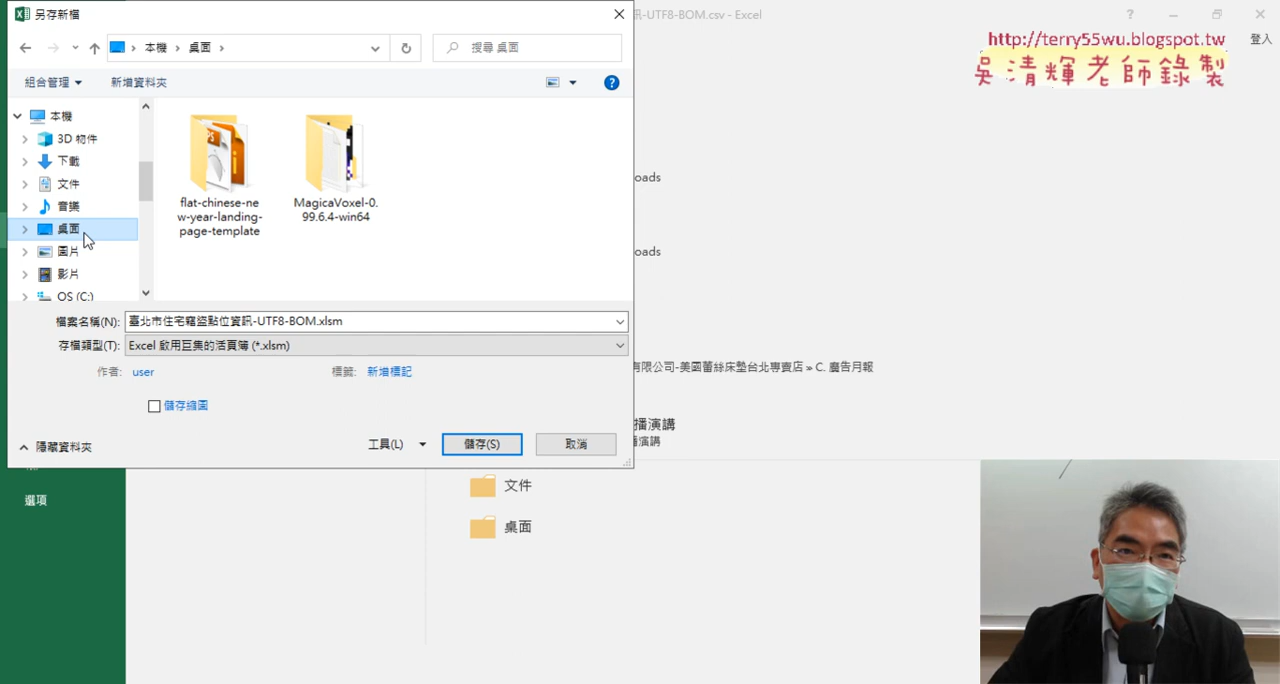 另存新檔
訊-UTF8-BOM.csv - Excel
?
登入
http://terry55wu.blogspot.tw
吳清輝老師錄製
本機 › 桌面 ›
搜尋 桌面
組合管理
新增資料夾
本機
3D 物件
下載
文件
音樂
桌面
圖片
影片
OS (C:)
flat-chinese-ne
w-year-landing-
page-template
MagicaVoxel-0.
99.6.4-win64
oads
oads
檔案名稱(N):
臺北市住宅竊盜點位資訊-UTF8-BOM.xlsm
存檔類型(T):
Excel 啟用巨集的活頁簿 (*.xlsm)
作者: user
標籤: 新增標記
儲存縮圖
有限公司-美國蕾絲床墊台北專賣店 » C. 廣告月報
播演講
播演講
隱藏資料夾
工具(L)
儲存(S)
取消
選項
文件
桌面